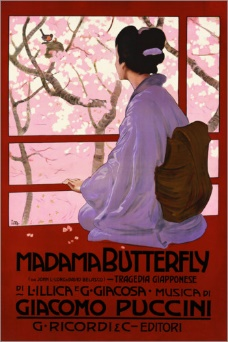 MADAMA BUTTERFLY
TRAGEDIA GIAPPONESE
DI L·ILLICA E G·GIACOSA · MUSICA DI
GIACOMO PUCCINI
G·RICORDI & C–EDITORI